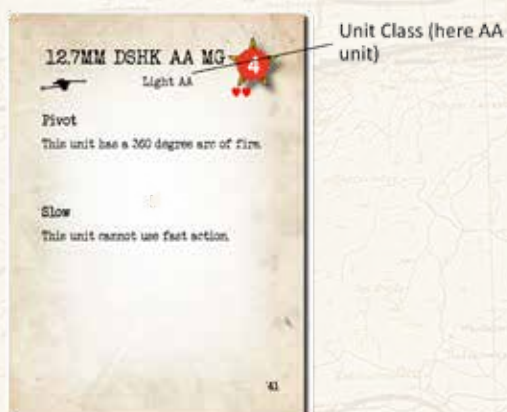 12.7MM DSHK AA MG
4
Light AA
Unit Class (here AA
unit)
Pivot
This unit has a 360 degree arc of fire.
Slow
This unit cannot use fast action.
'41